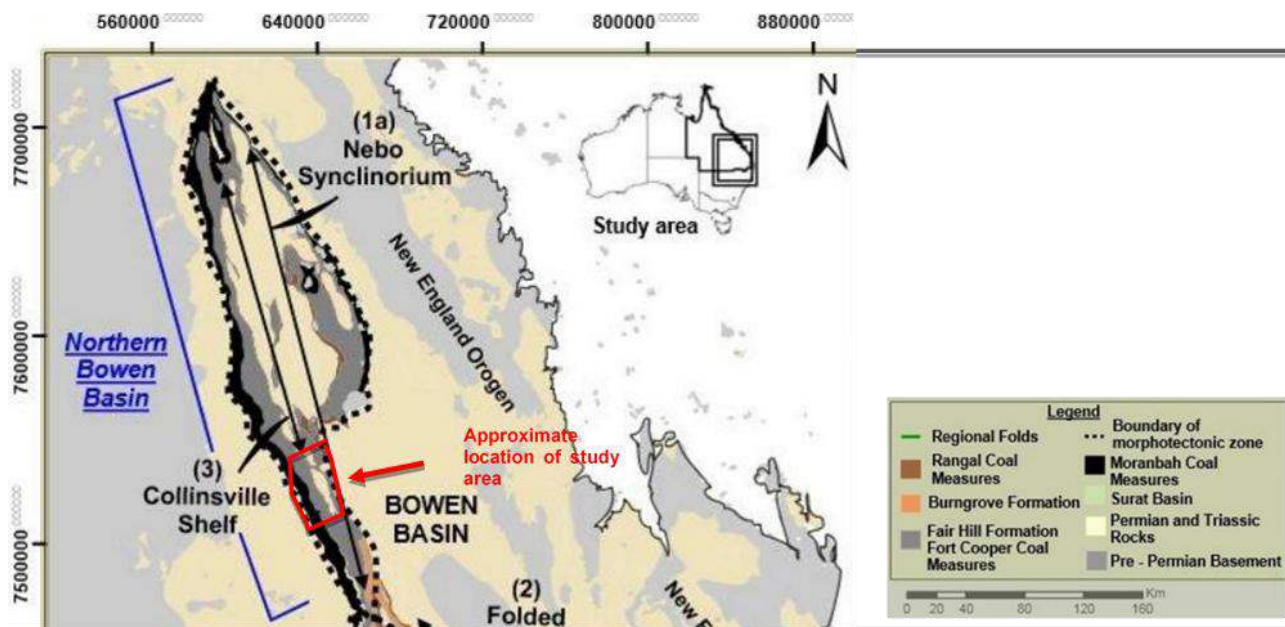 560000
640000
720000
800000
880000
7700000
7600000
7500000
(1a)
Nebo
Synclinorium
N
Study area
New England Orogen
Northern
Bowen
Basin
Approximate
location of study
area
(3)
Collinsville
Shelf
BOWEN
BASIN
(2)
Folded
New E
Legend
Regional Folds
Rangal Coal
Measures
Burngrove Formation
Fair Hill Formation
Fort Cooper Coal
Measures
Boundary of
morphotectonic zone
Moranbah Coal
Measures
Surat Basin
Permian and Triassic
Rocks
Pre - Permian Basement
Km
0 20 40 80 120 160